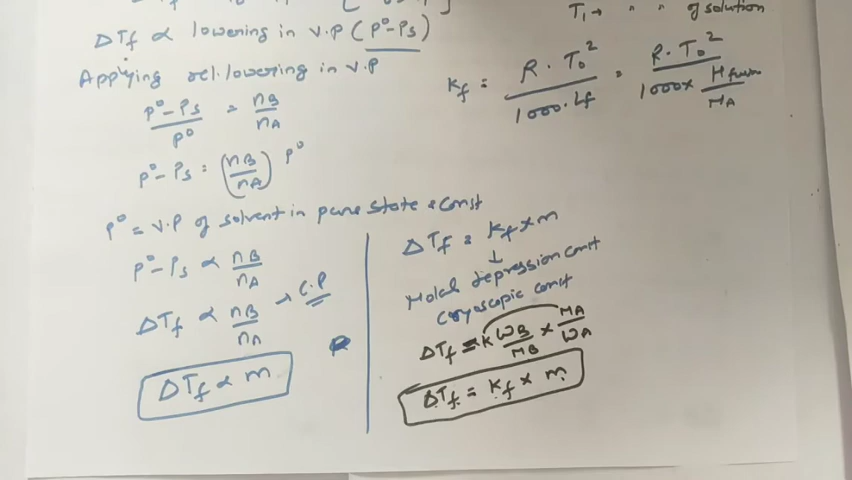 ΔTf ∝ lowering in v.p (p° - Ps)
Applying rel. lowering in v.p
p° - Ps / p° = nB / nA
p° - Ps = (nB / nA) p°
p° = v.p of solvent in pure state = const
p° - Ps ∝ nB / nA
ΔTf ∝ nB / nA → C.P
ΔTf ∝ m
T1 → " " of solution
Kf = R · T0² / 1000 · Lf = R · T0² / 1000 × Hfusion / MA
ΔTf = Kf × m
↓
Molal depression const
cryoscopic const
ΔTf = K WB / MB × MA / WA
ΔTf = Kf × m